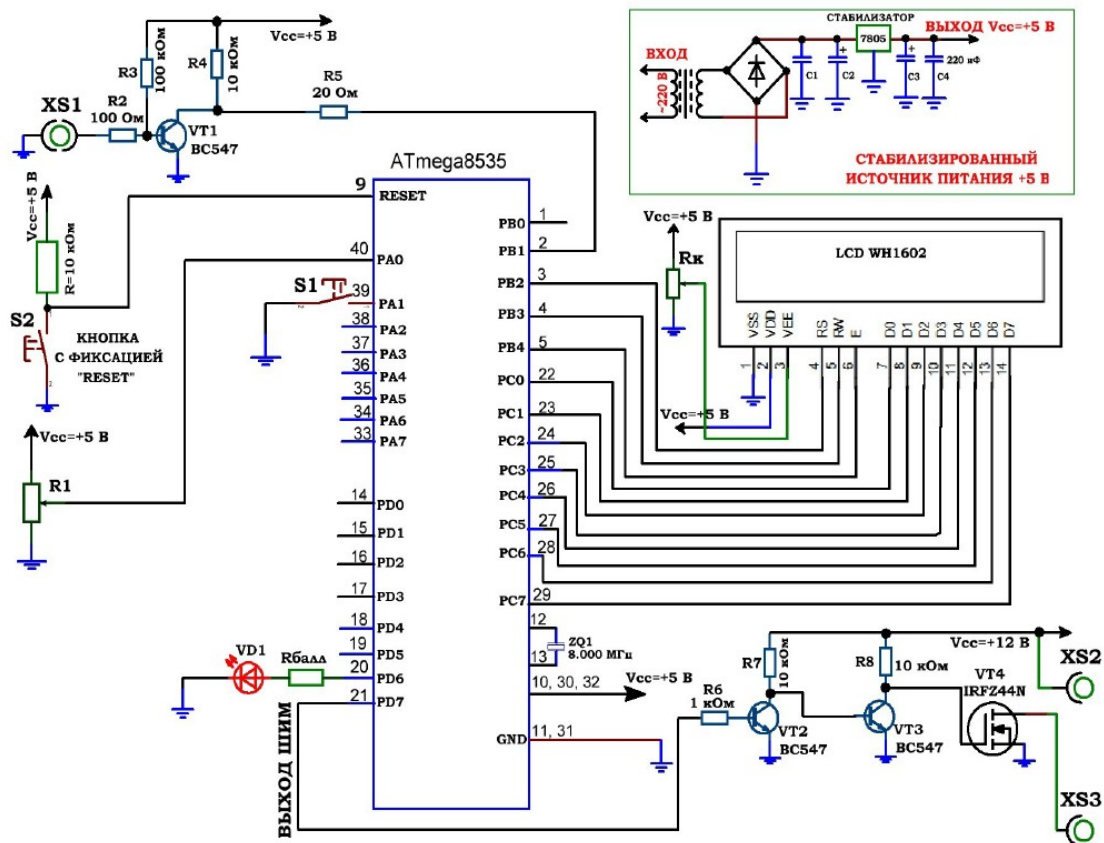 Vcc=+5 В
R3
100 кОм
R4
10 кОм
R5
20 Ом
XS1
R2
100 Ом
VT1
BC547
СТАБИЛИЗАТОР
7805
ВЫХОД Vcc=+5 В
ВХОД
~220 В
C1
+
C2
+
C3
C4
220 нФ
СТАБИЛИЗИРОВАННЫЙ
ИСТОЧНИК ПИТАНИЯ +5 В
ATmega8535
9
RESET
Vcc=+5 В
R=10 кОм
S2
КНОПКА
С ФИКСАЦИЕЙ
"RESET"
40
PA0
S1
39
PA1
38
PA2
37
PA3
36
PA4
35
PA5
34
PA6
33
PA7
Vcc=+5 В
R1
14
PD0
15
PD1
16
PD2
17
PD3
18
PD4
19
PD5
20
PD6
21
PD7
VD1
Rбалл
ВЫХОД ШИМ
PB0
1
PB1
2
PB2
3
PB3
4
PB4
5
PC0
22
PC1
23
PC2
24
PC3
25
PC4
26
PC5
27
PC6
28
PC7
29
12
ZQ1
8.000 МГц
13
10, 30, 32
Vcc=+5 В
GND
11, 31
Vcc=+5 В
Rк
LCD WH1602
VSS VDD VEE RS RW E D0 D1 D2 D3 D4 D5 D6 D7
1 2 3 4 5 6 7 8 9 10 11 12 13 14
Vcc=+5 В
Vcc=+12 В
R7
10 кОм
R8
10 кОм
R6
1 кОм
VT2
BC547
VT3
BC547
VT4
IRFZ44N
XS2
XS3